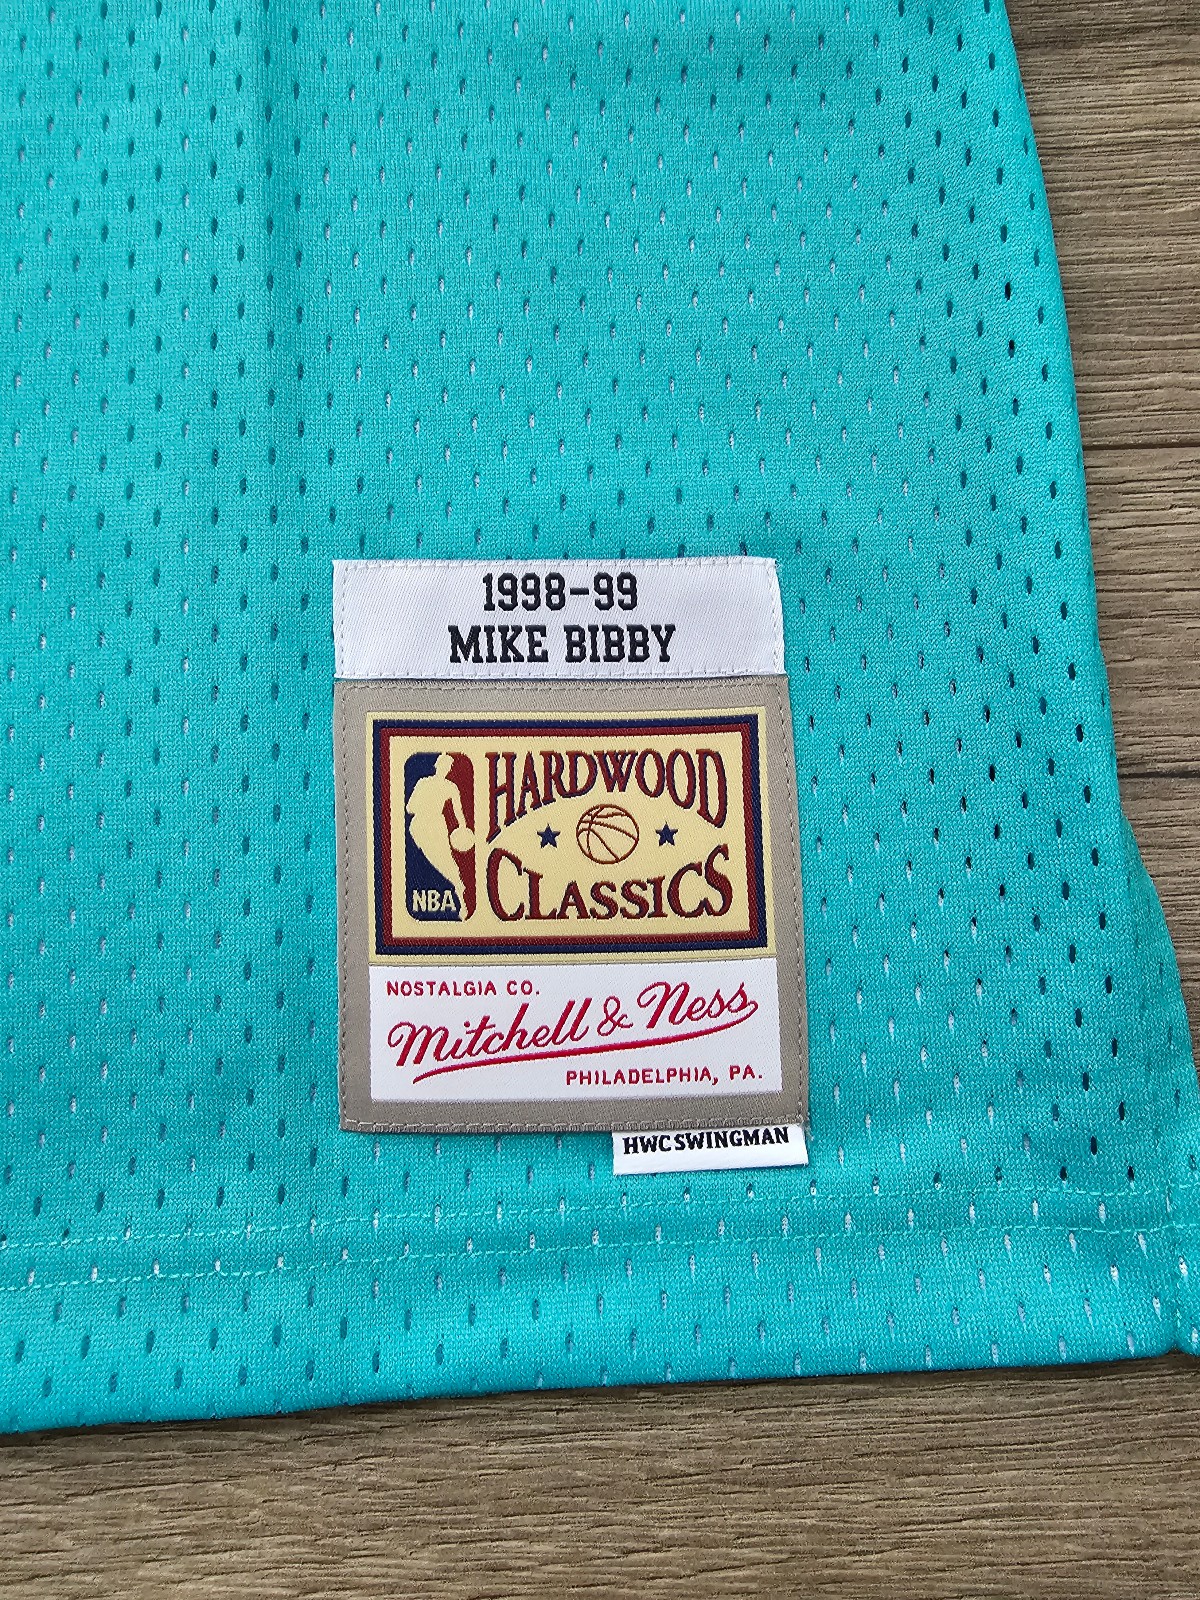 1998-99
MIKE BIBBY
HARDWOOD
CLASSICS
NBA
NOSTALGIA CO.
Mitchell & Ness
PHILADELPHIA, PA.
HWC SWINGMAN